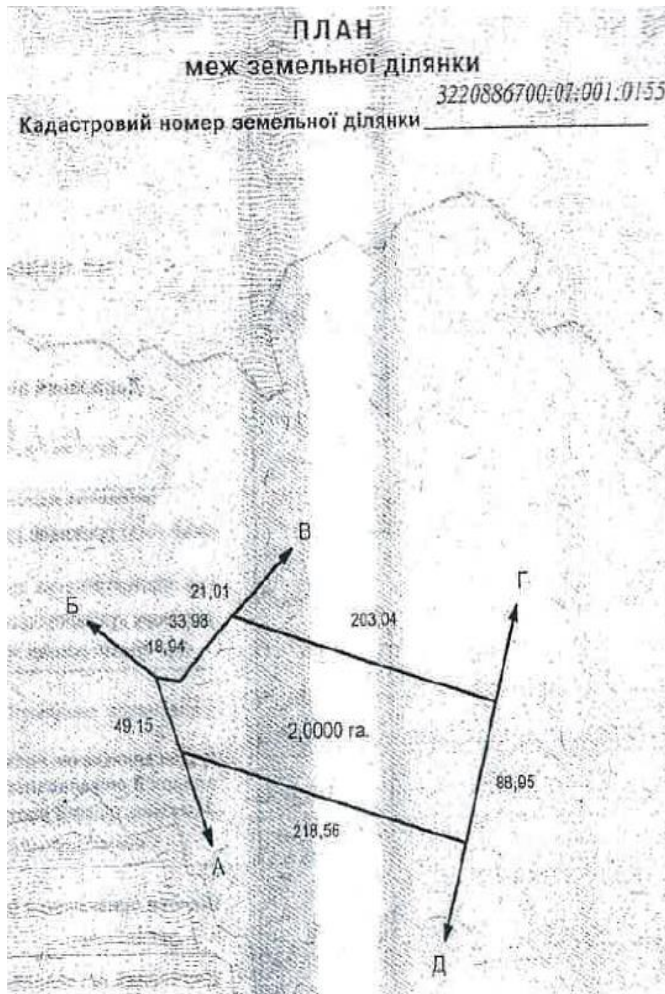 ПЛАН
меж земельної ділянки
3220886700:07:001:0155
Кадастровий номер земельної ділянки
В
21,01
Г
Б
33,98
203,04
18,94
49,15
2,0000 га.
88,95
218,56
А
Д